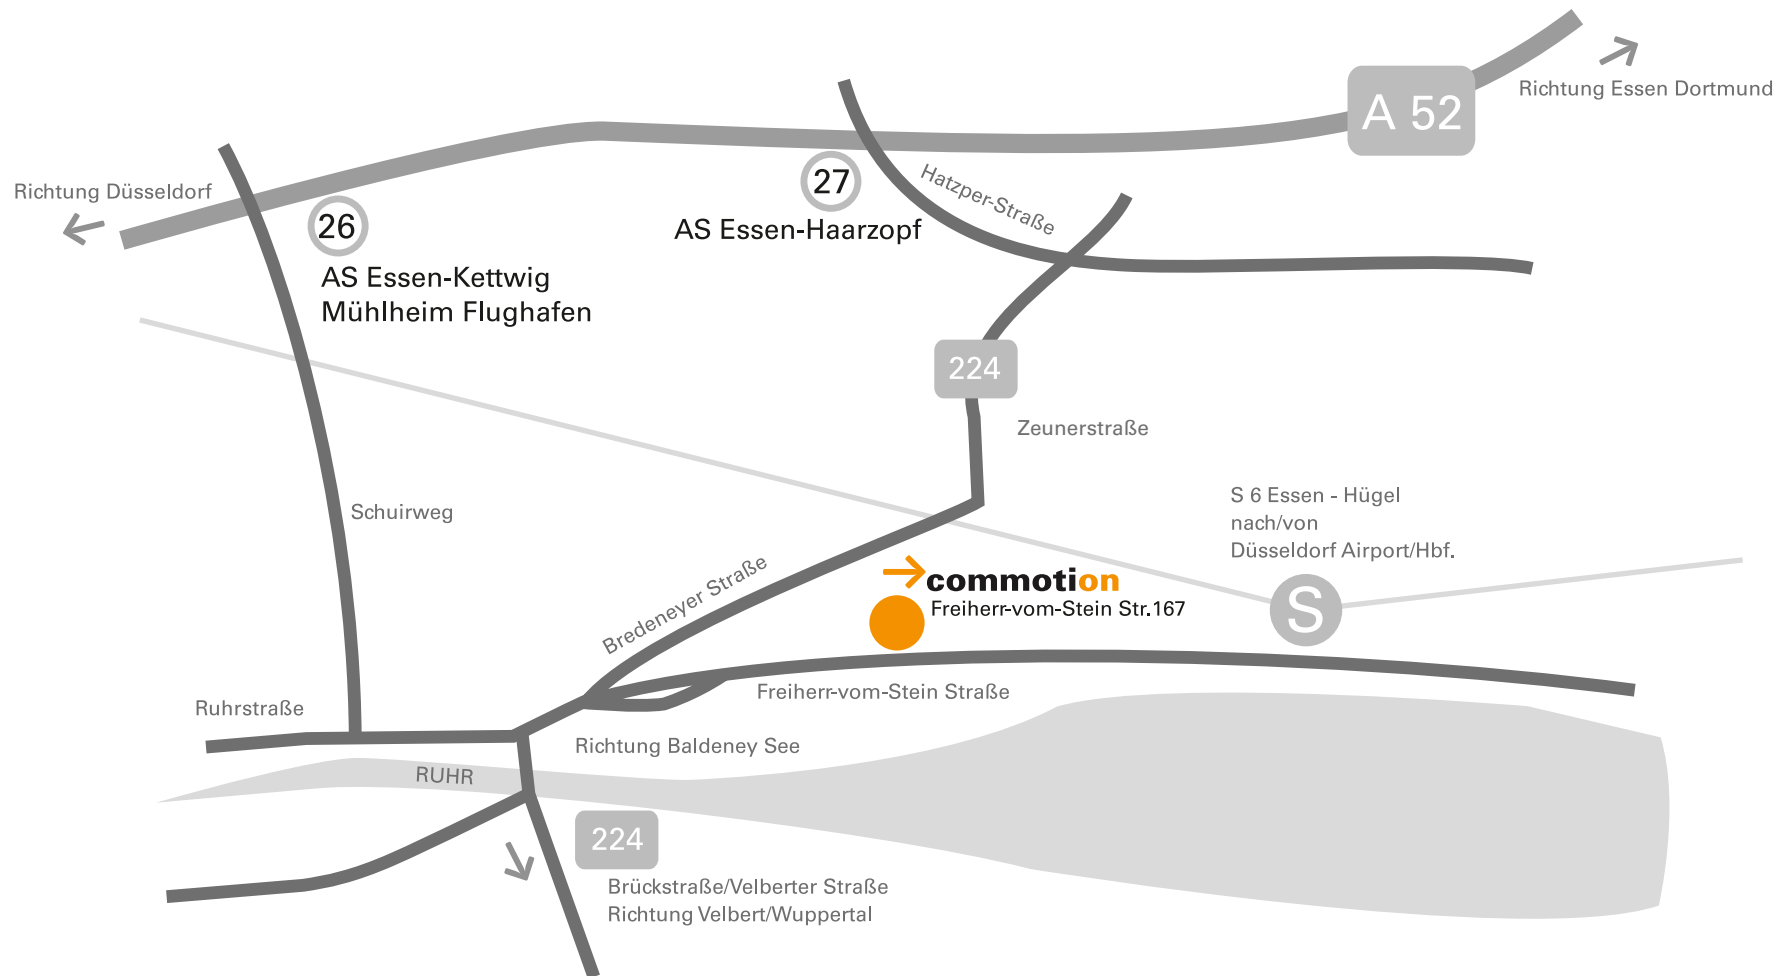 A 52
Richtung Essen Dortmund
Richtung Düsseldorf
26
AS Essen-Kettwig
Mühlheim Flughafen
27
AS Essen-Haarzopf
Hatzper-Straße
224
Zeunerstraße
Schuirweg
S 6 Essen - Hügel
nach/von
Düsseldorf Airport/Hbf.
S
Bredeneyer Straße
commotion
Freiherr-vom-Stein Str.167
Freiherr-vom-Stein Straße
Ruhrstraße
Richtung Baldeney See
RUHR
224
Brückstraße/Velberter Straße
Richtung Velbert/Wuppertal